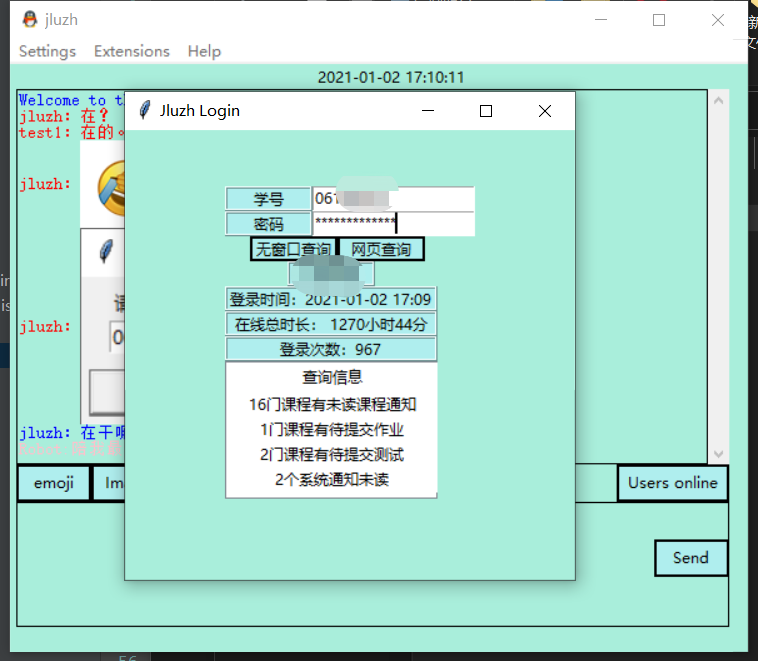 jluzh
Settings Extensions Help
2021-01-02 17:10:11
Welcome to t
jluzh: 在？
test1: 在的。
jluzh:
jluzh:
jluzh: 在干嘛
emoji
Users online
Send
Jluzh Login
学号 061
密码 *************
无窗口查询 网页查询
登录时间：2021-01-02 17:09
在线总时长： 1270小时44分
登录次数：967
查询信息
16门课程有未读课程通知
1门课程有待提交作业
2门课程有待提交测试
2个系统通知未读
56